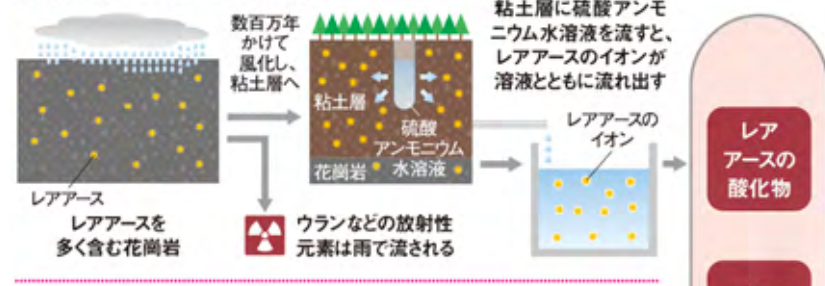 数百万年
かけて
風化し、
粘土層へ
粘土層に硫酸アンモ
ニウム水溶液を流すと、
レアアースのイオンが
溶液とともに流れ出す
粘土層
硫酸
アンモニウム
水溶液
花崗岩
レアアースの
イオン
レア
アースの
酸化物
レアアース
レアアースを
多く含む花崗岩
ウランなどの放射性
元素は雨で流される